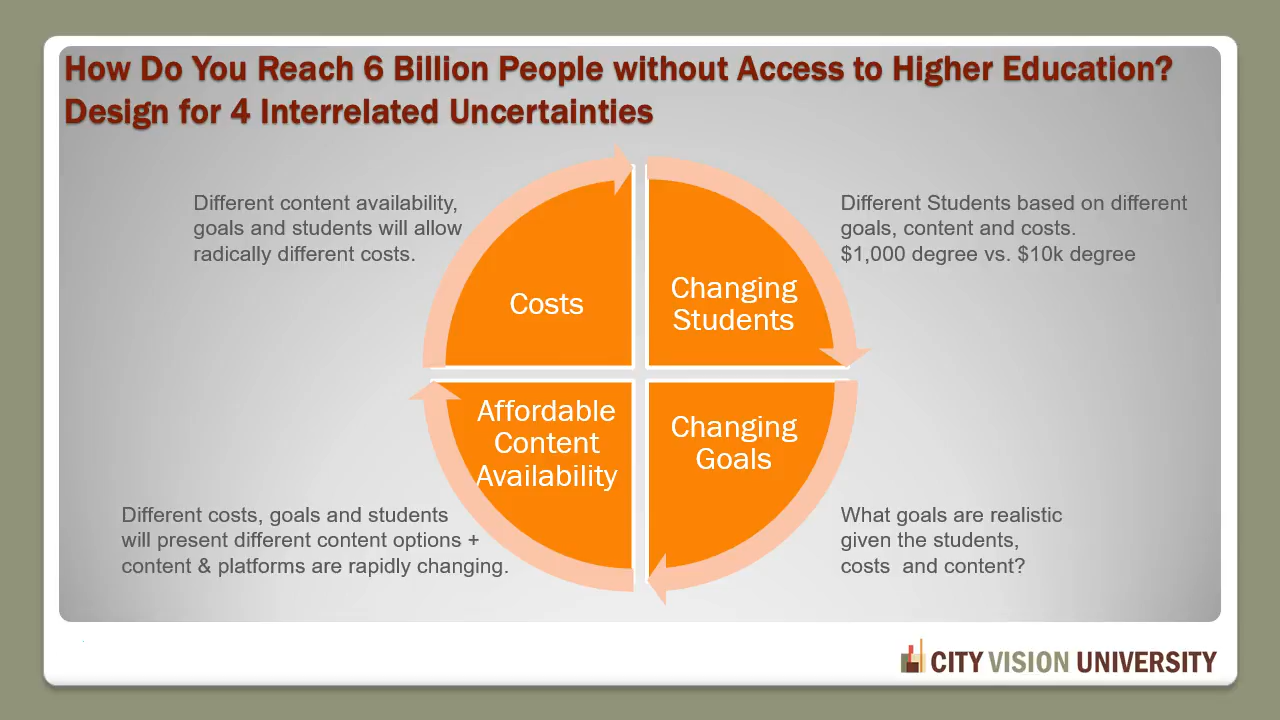 How Do You Reach 6 Billion People without Access to Higher Education?
Design for 4 Interrelated Uncertainties
Different content availability,
goals and students will allow
radically different costs.
Different Students based on different
goals, content and costs.
$1,000 degree vs. $10k degree
Costs
Changing
Students
Affordable
Content
Availability
Changing
Goals
Different costs, goals and students
will present different content options +
content & platforms are rapidly changing.
What goals are realistic
given the students,
costs  and content?
CITY VISION UNIVERSITY